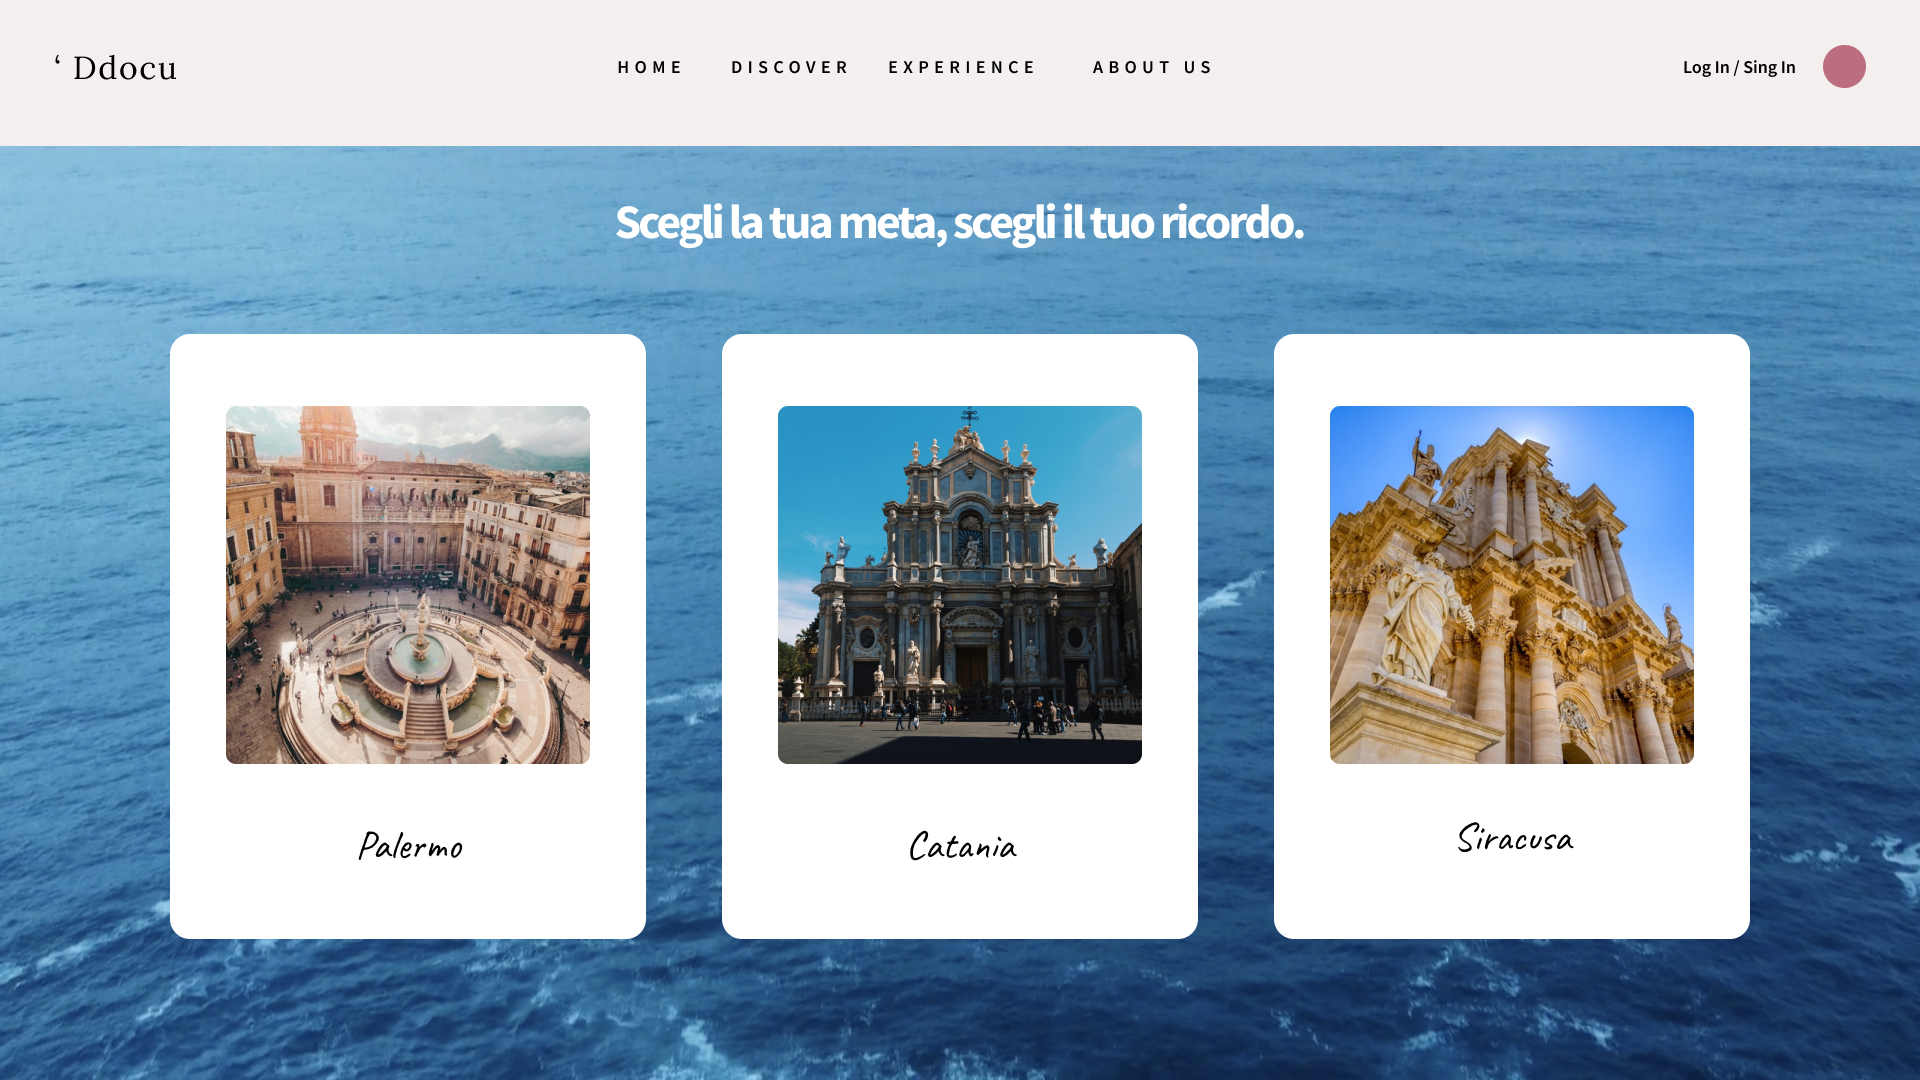 ‘ Ddocu
HOME DISCOVER EXPERIENCE ABOUT US
Log In / Sing In
Scegli la tua meta, scegli il tuo ricordo.
Palermo
Catania
Siracusa